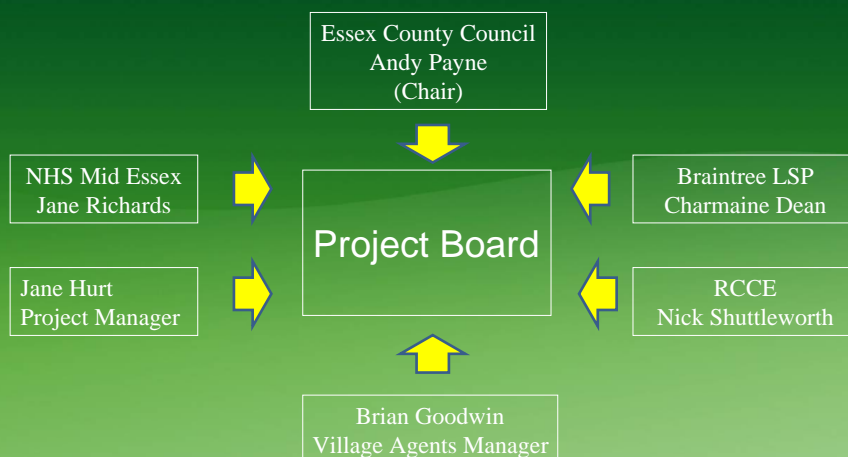 Essex County Council
Andy Payne
(Chair)
NHS Mid Essex
Jane Richards
Braintree LSP
Charmaine Dean
Project Board
Jane Hurt
Project Manager
RCCE
Nick Shuttleworth
Brian Goodwin
Village Agents Manager